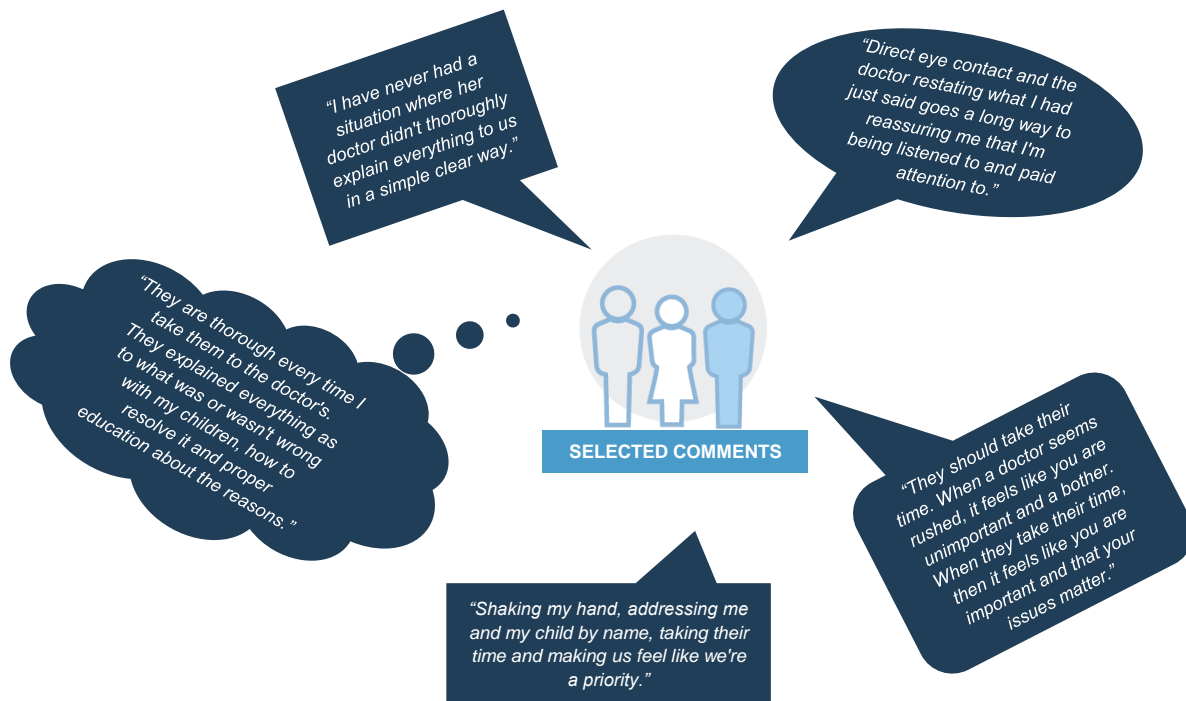 “I have never had a
situation where her
doctor didn't thoroughly
explain everything to us
in a simple clear way.”
“Direct eye contact and the
doctor restating what I had
just said goes a long way to
reassuring me that I'm
being listened to and paid
attention to.”
“They are thorough every time I
take them to the doctor's.
They explained everything as
to what was or wasn't wrong
with my children, how to
resolve it and proper
education about the reasons.”
SELECTED COMMENTS
“They should take their
time. When a doctor seems
rushed, it feels like you are
unimportant and a bother.
When they take their time,
then it feels like you are
important and that your
issues matter.”
“Shaking my hand, addressing me
and my child by name, taking their
time and making us feel like we're
a priority.”